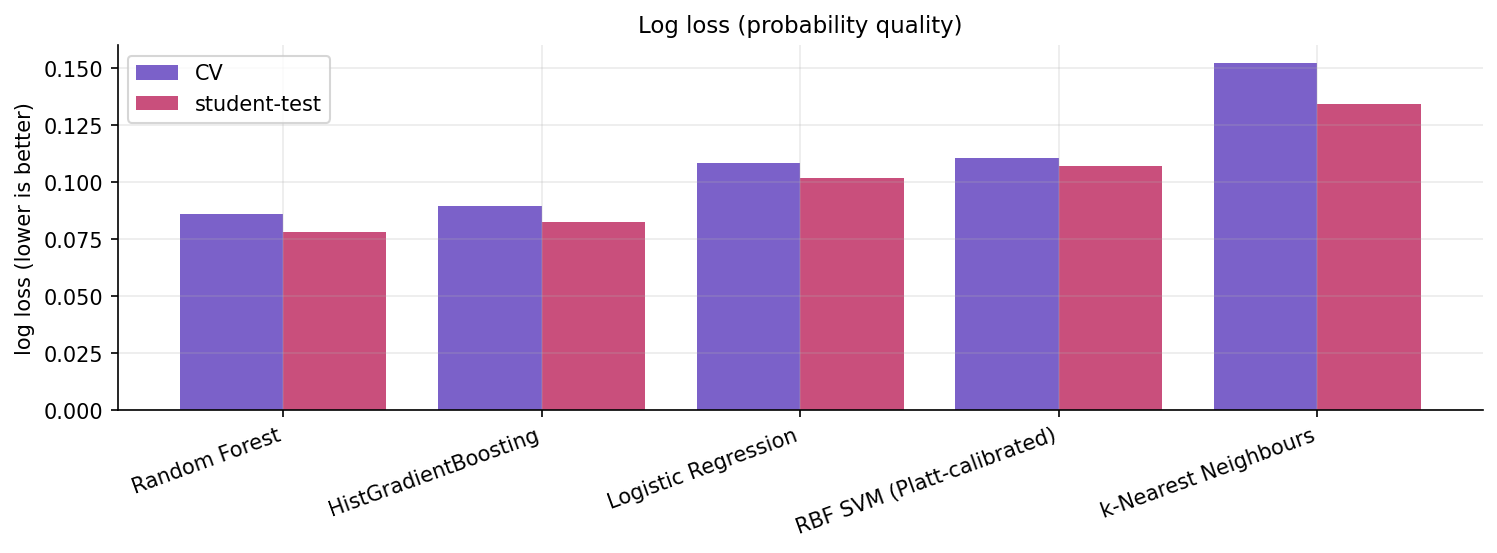 Log loss (probability quality)
CV
student-test
log loss (lower is better)
0.150
0.125
0.100
0.075
0.050
0.025
0.000
Random Forest
HistGradientBoosting
Logistic Regression
RBF SVM (Platt-calibrated)
k-Nearest Neighbours